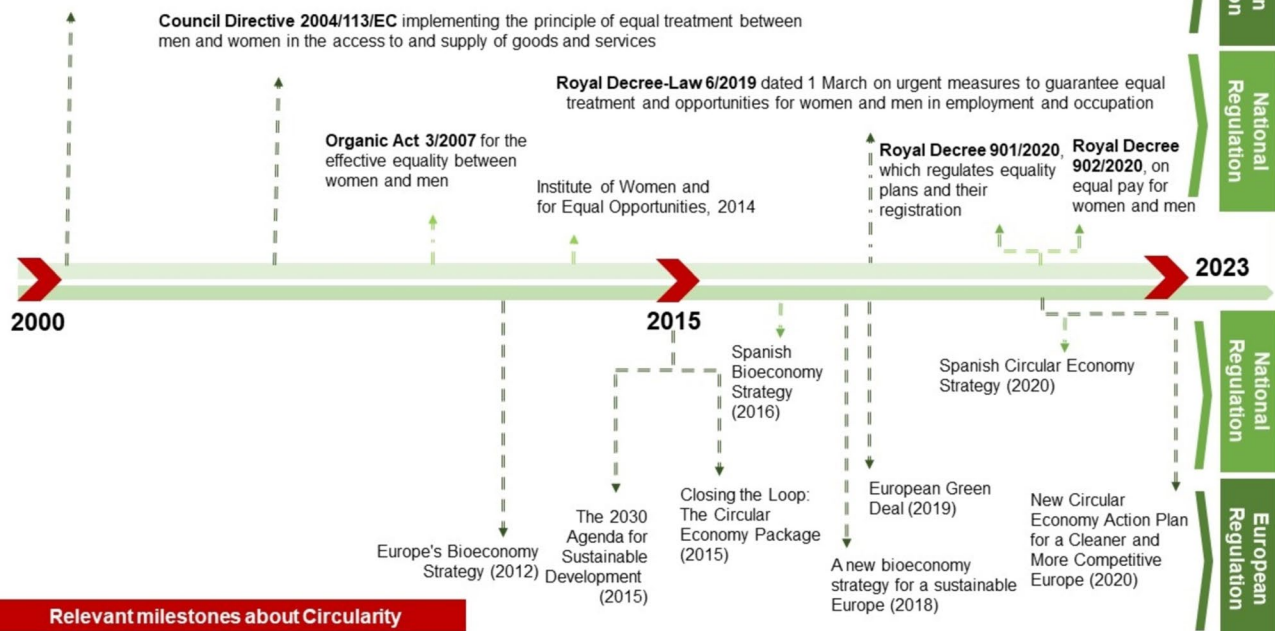 Council Directive 2004/113/EC implementing the principle of equal treatment between
men and women in the access to and supply of goods and services
Royal Decree-Law 6/2019 dated 1 March on urgent measures to guarantee equal
treatment and opportunities for women and men in employment and occupation
National
Regulation
Organic Act 3/2007 for the
effective equality between
women and men
Institute of Women and
for Equal Opportunities, 2014
Royal Decree 901/2020,
which regulates equality
plans and their
registration
Royal Decree
902/2020, on
equal pay for
women and men
2000
2015
2023
Spanish
Bioeconomy
Strategy
(2016)
Spanish Circular Economy
Strategy (2020)
National
Regulation
Europe's Bioeconomy
Strategy (2012)
The 2030
Agenda for
Sustainable
Development
(2015)
Closing the Loop:
The Circular
Economy Package
(2015)
A new bioeconomy
strategy for a sustainable
Europe (2018)
European Green
Deal (2019)
New Circular
Economy Action Plan
for a Cleaner and
More Competitive
Europe (2020)
European
Regulation
Relevant milestones about Circularity